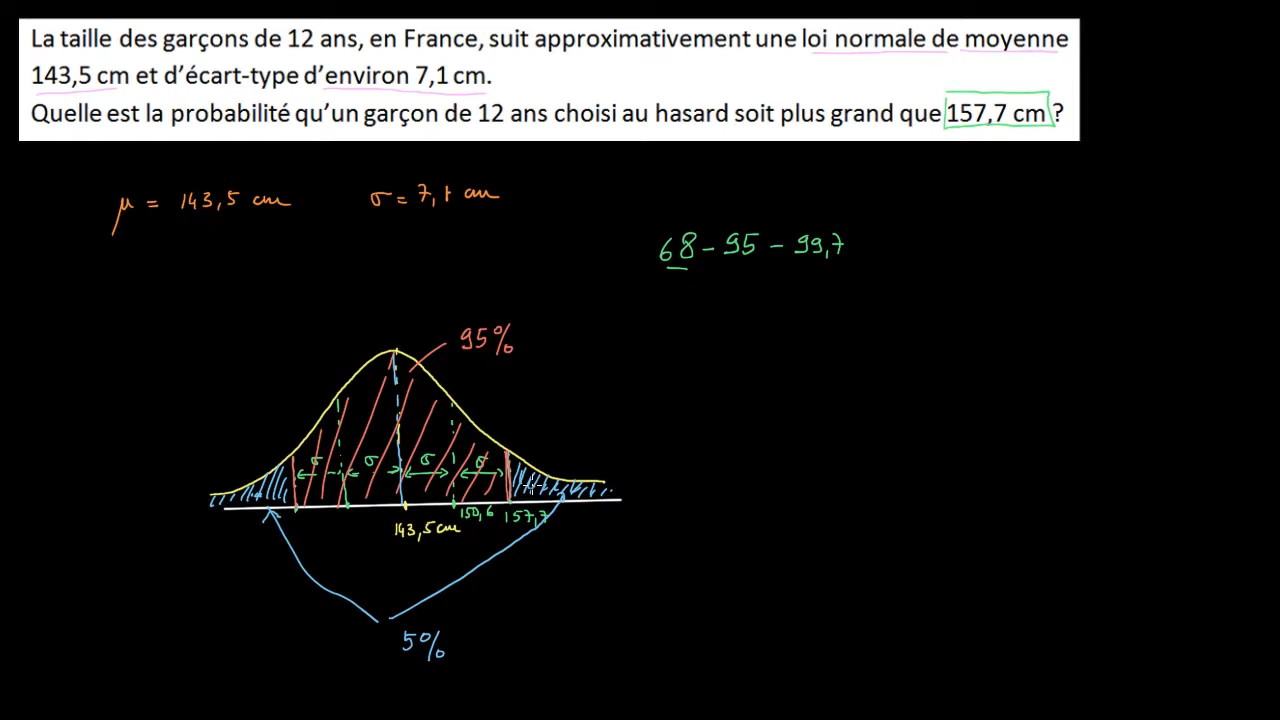 La taille des garçons de 12 ans, en France, suit approximativement une loi normale de moyenne
143,5 cm et d’écart-type d’environ 7,1 cm.
Quelle est la probabilité qu’un garçon de 12 ans choisi au hasard soit plus grand que 157,7 cm ?
μ = 143,5 cm σ = 7,1 cm
68 - 95 - 99,7
95%
σ σ σ σ
143,5 cm 150,6 157,7
5%